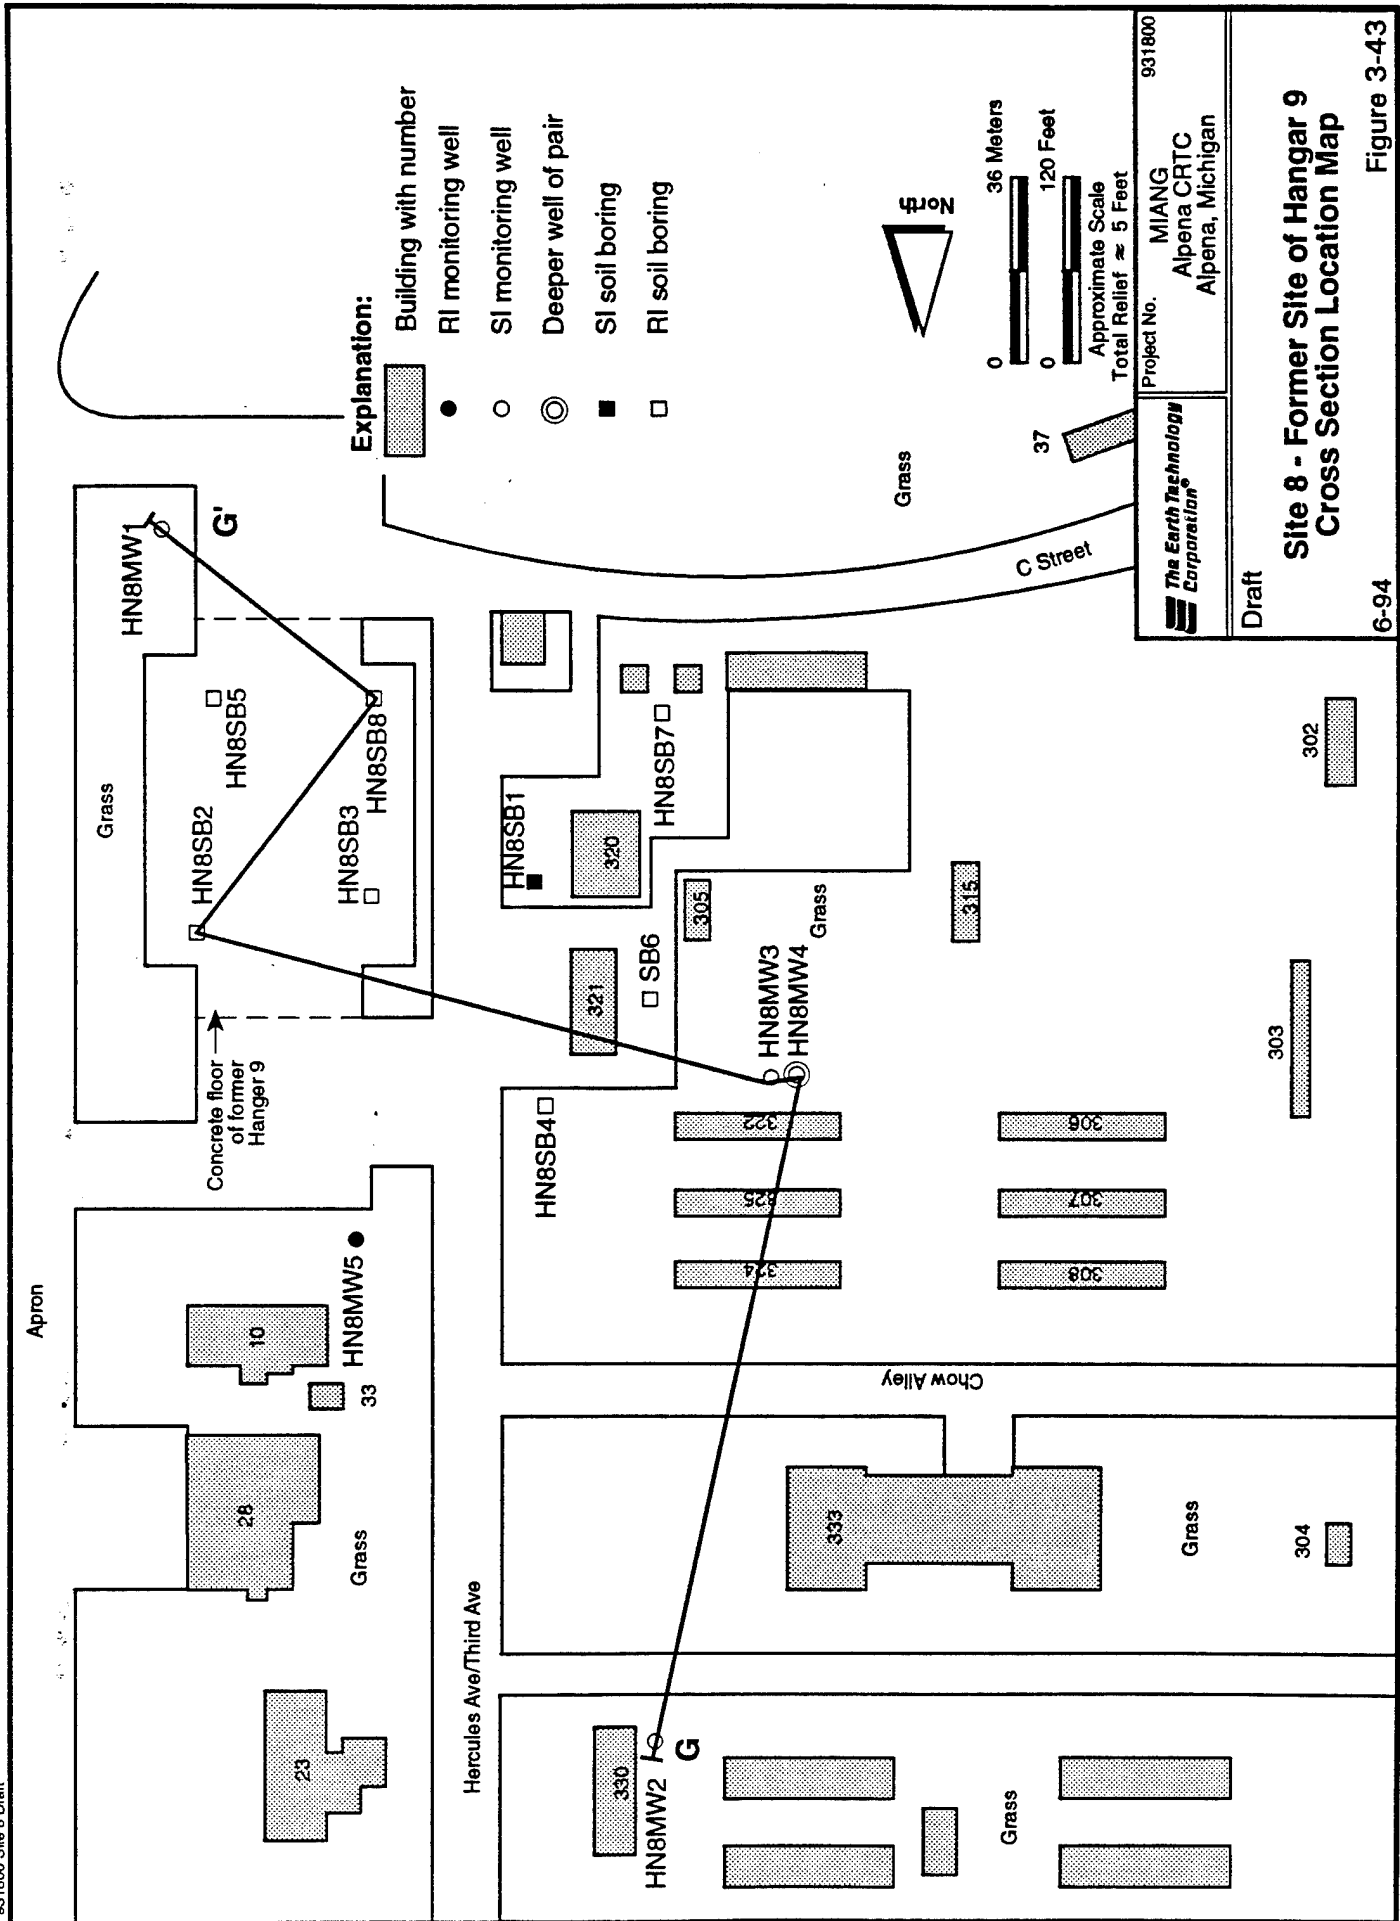 Apron
Grass
HN8MW1
G'
HN8SB2
HN8SB5
HN8SB3
HN8SB8
Concrete floor
of former
Hanger 9
10
33
HN8MW5
28
Grass
23
Hercules Ave/Third Ave
HN8SB1
320
HN8SB7
321
SB6
305
HN8SB4
HN8MW3
HN8MW4
Grass
315
322
325
324
306
307
308
302
303
Chow Alley
333
Grass
304
330
HN8MW2
G
Grass
C Street
Grass
37
Explanation:
Building with number
RI monitoring well
SI monitoring well
Deeper well of pair
SI soil boring
RI soil boring
North
0 36 Meters
0 120 Feet
Approximate Scale
Total Relief ≈ 5 Feet
The Earth Technology
Corporation®
Project No. 931800
MIANG
Alpena CRTC
Alpena, Michigan
Draft
Site 8 - Former Site of Hangar 9
Cross Section Location Map
6-94
Figure 3-43